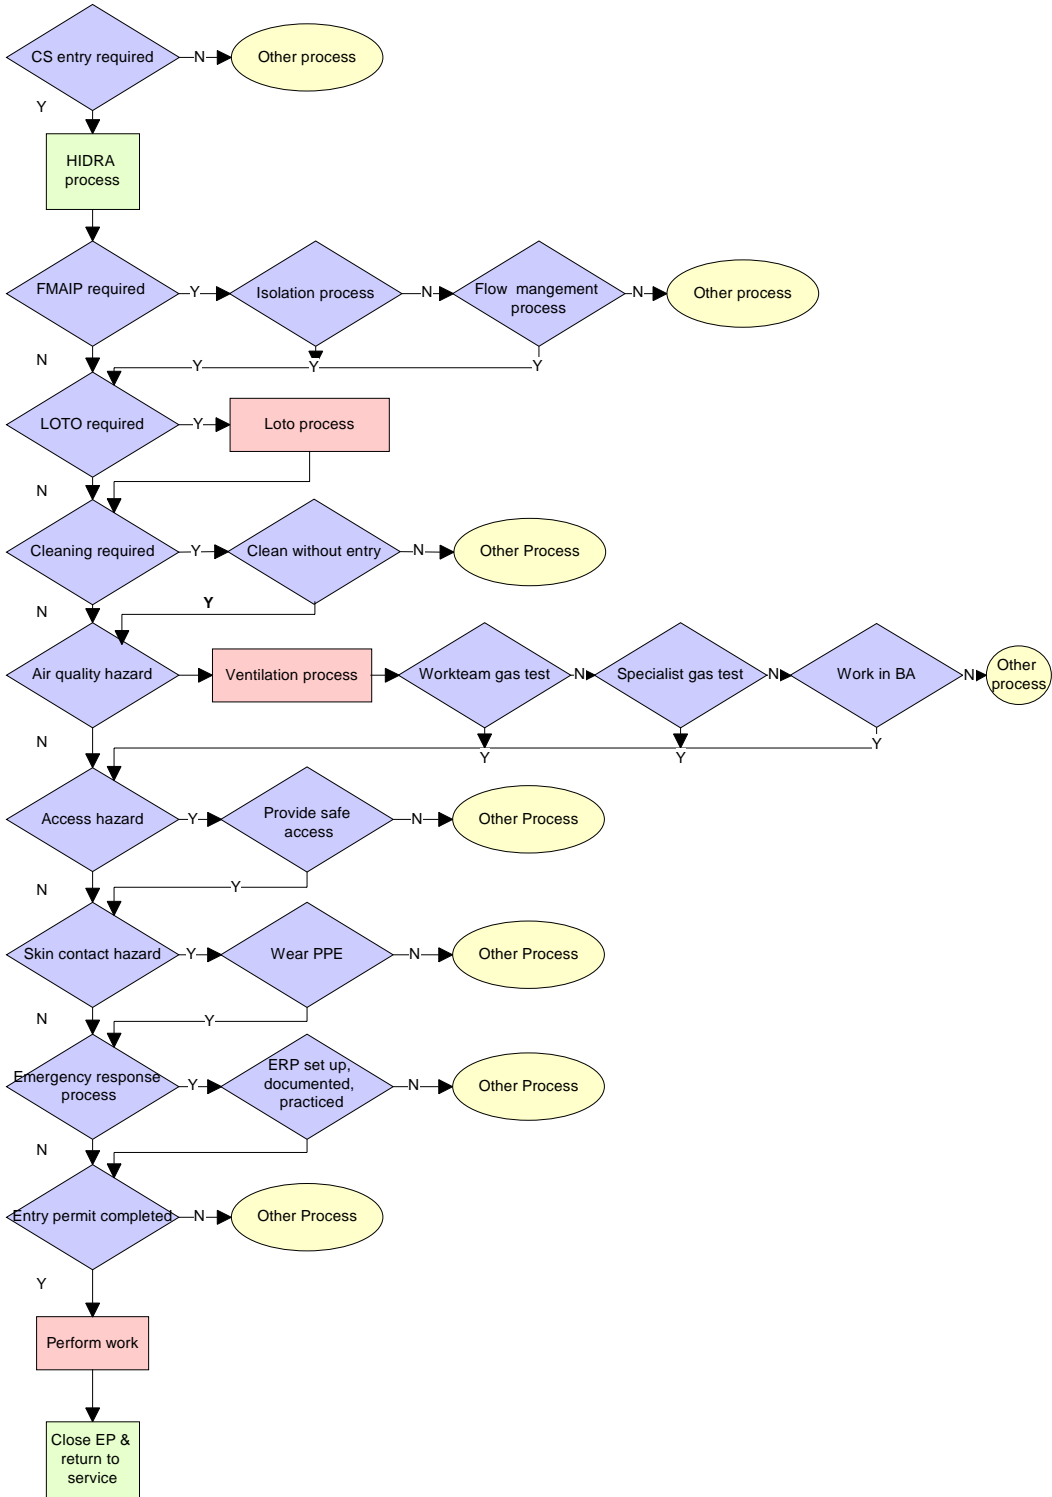 CS entry required
N
Other process
Y
HIDRA
process
FMAIP required
Y
Isolation process
N
Flow  mangement
process
N
Other process
N
Y
Y
Y
LOTO required
Y
Loto process
N
Cleaning required
Y
Clean without entry
N
Other Process
N
Y
Air quality hazard
Ventilation process
Workteam gas test
N
Specialist gas test
N
Work in BA
N
Other
process
N
Y
Y
Y
Access hazard
Y
Provide safe
access
N
Other Process
N
Y
Skin contact hazard
Y
Wear PPE
N
Other Process
N
Y
Emergency response
process
Y
ERP set up,
documented,
practiced
N
Other Process
N
Entry permit completed
N
Other Process
Y
Perform work
Close EP &
return to
service